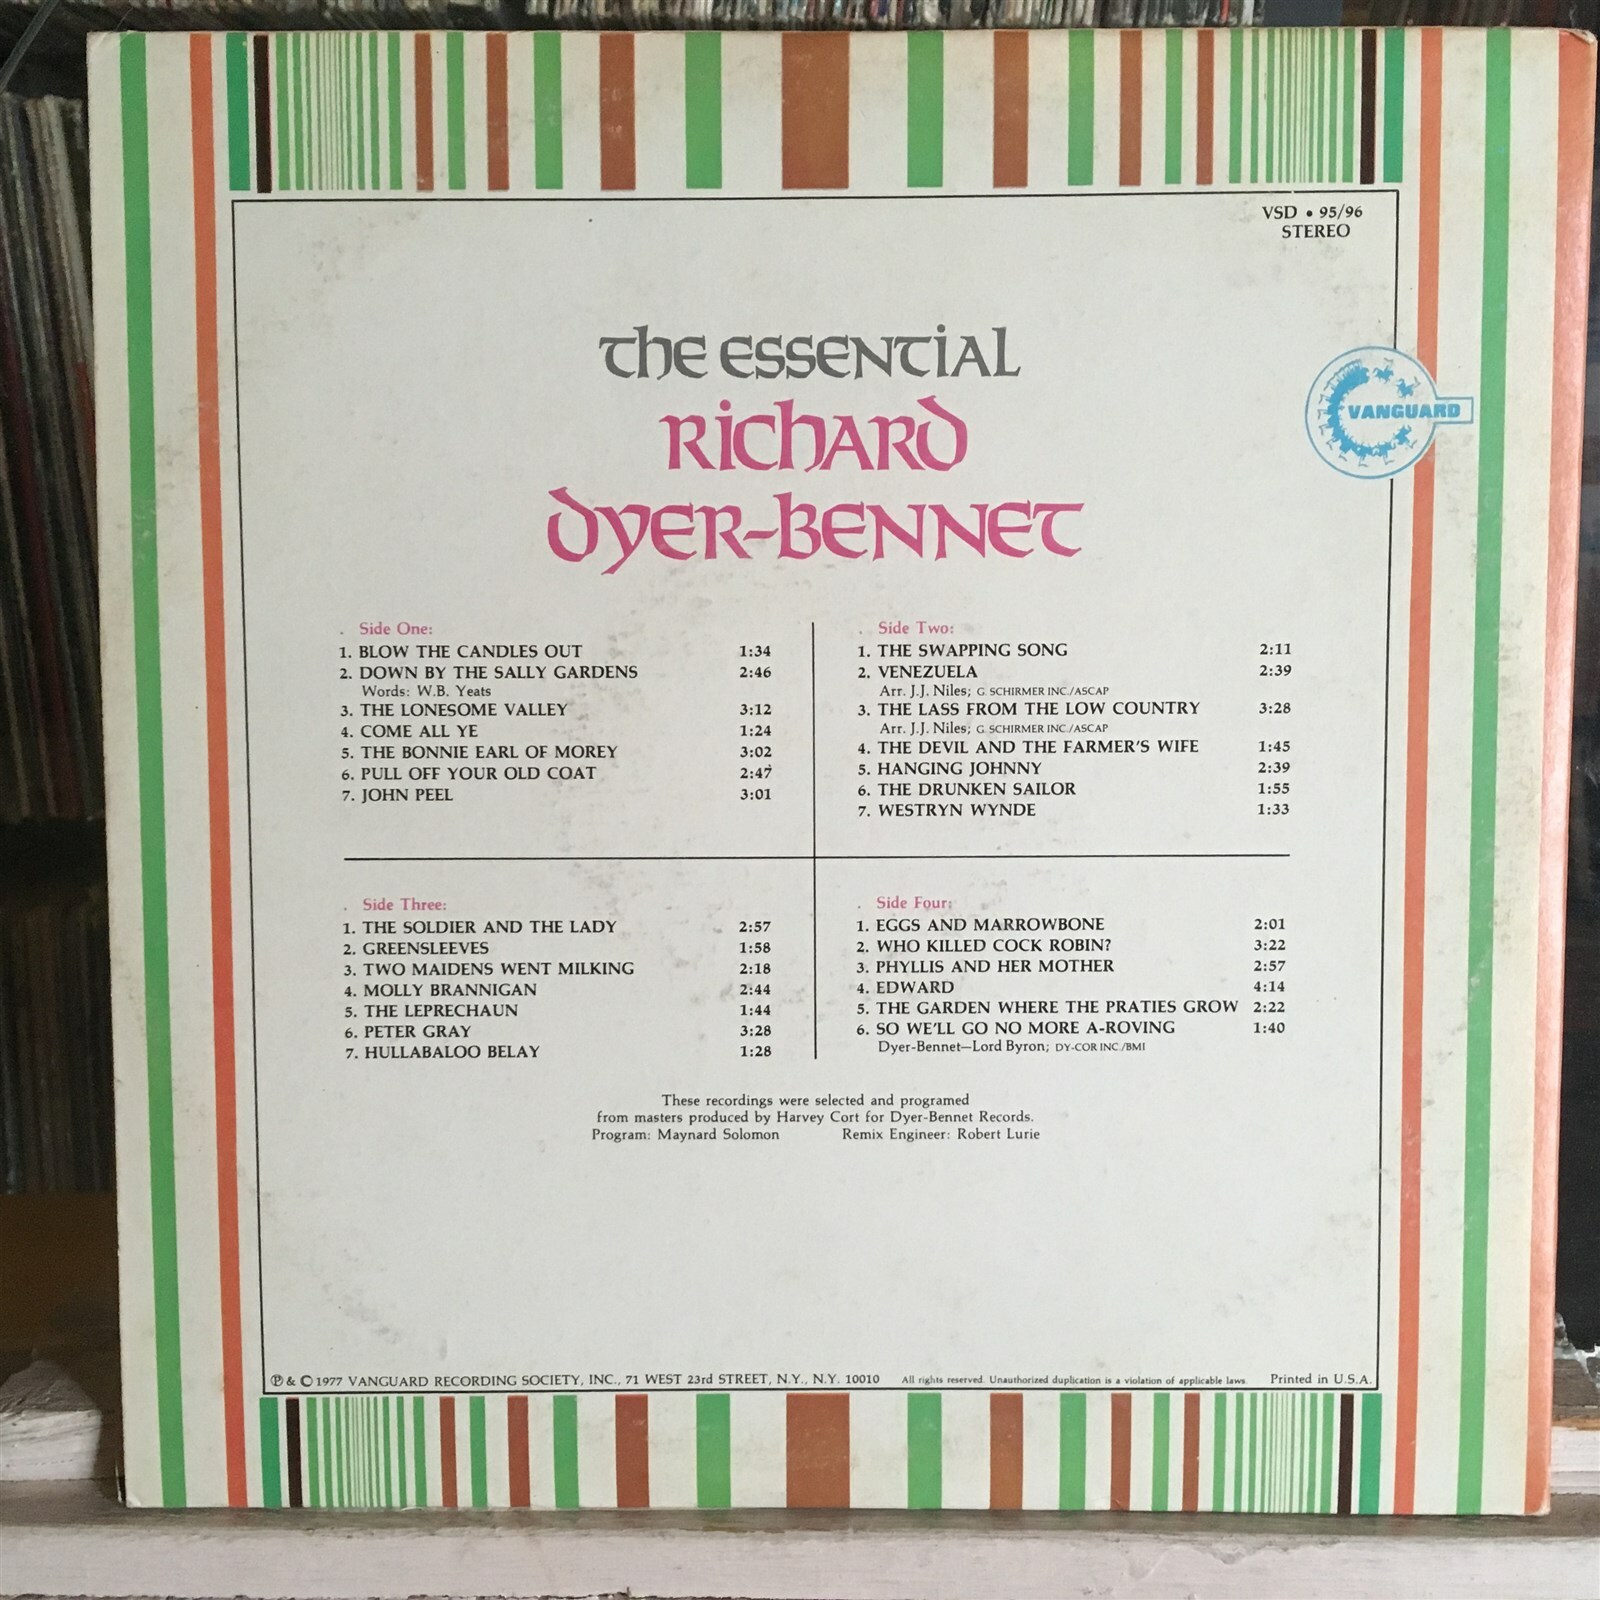 VSD • 95/96
STEREO
The Essential
Richard
Dyer-Bennet
VANGUARD
. Side One:
1. BLOW THE CANDLES OUT 1:34
2. DOWN BY THE SALLY GARDENS 2:46
Words: W.B. Yeats
3. THE LONESOME VALLEY 3:12
4. COME ALL YE 1:24
5. THE BONNIE EARL OF MOREY 3:02
6. PULL OFF YOUR OLD COAT 2:47
7. JOHN PEEL 3:01
. Side Two:
1. THE SWAPPING SONG 2:11
2. VENEZUELA 2:39
Arr. J.J. Niles; G. SCHIRMER INC./ASCAP
3. THE LASS FROM THE LOW COUNTRY 3:28
Arr. J.J. Niles; G. SCHIRMER INC./ASCAP
4. THE DEVIL AND THE FARMER'S WIFE 1:45
5. HANGING JOHNNY 2:39
6. THE DRUNKEN SAILOR 1:55
7. WESTRYN WYNDE 1:33
. Side Three:
1. THE SOLDIER AND THE LADY 2:57
2. GREENSLEEVES 1:58
3. TWO MAIDENS WENT MILKING 2:18
4. MOLLY BRANNIGAN 2:44
5. THE LEPRECHAUN 1:44
6. PETER GRAY 3:28
7. HULLABALOO BELAY 1:28
. Side Four:
1. EGGS AND MARROWBONE 2:01
2. WHO KILLED COCK ROBIN? 3:22
3. PHYLLIS AND HER MOTHER 2:57
4. EDWARD 4:14
5. THE GARDEN WHERE THE PRATIES GROW 2:22
6. SO WE'LL GO NO MORE A-ROVING 1:40
Dyer-Bennet—Lord Byron; DY-COR INC./BMI
These recordings were selected and programed
from masters produced by Harvey Cort for Dyer-Bennet Records.
Program: Maynard Solomon Remix Engineer: Robert Lurie
℗ & © 1977 VANGUARD RECORDING SOCIETY, INC., 71 WEST 23rd STREET, N.Y., N.Y. 10010 All rights reserved. Unauthorized duplication is a violation of applicable laws. Printed in U.S.A.